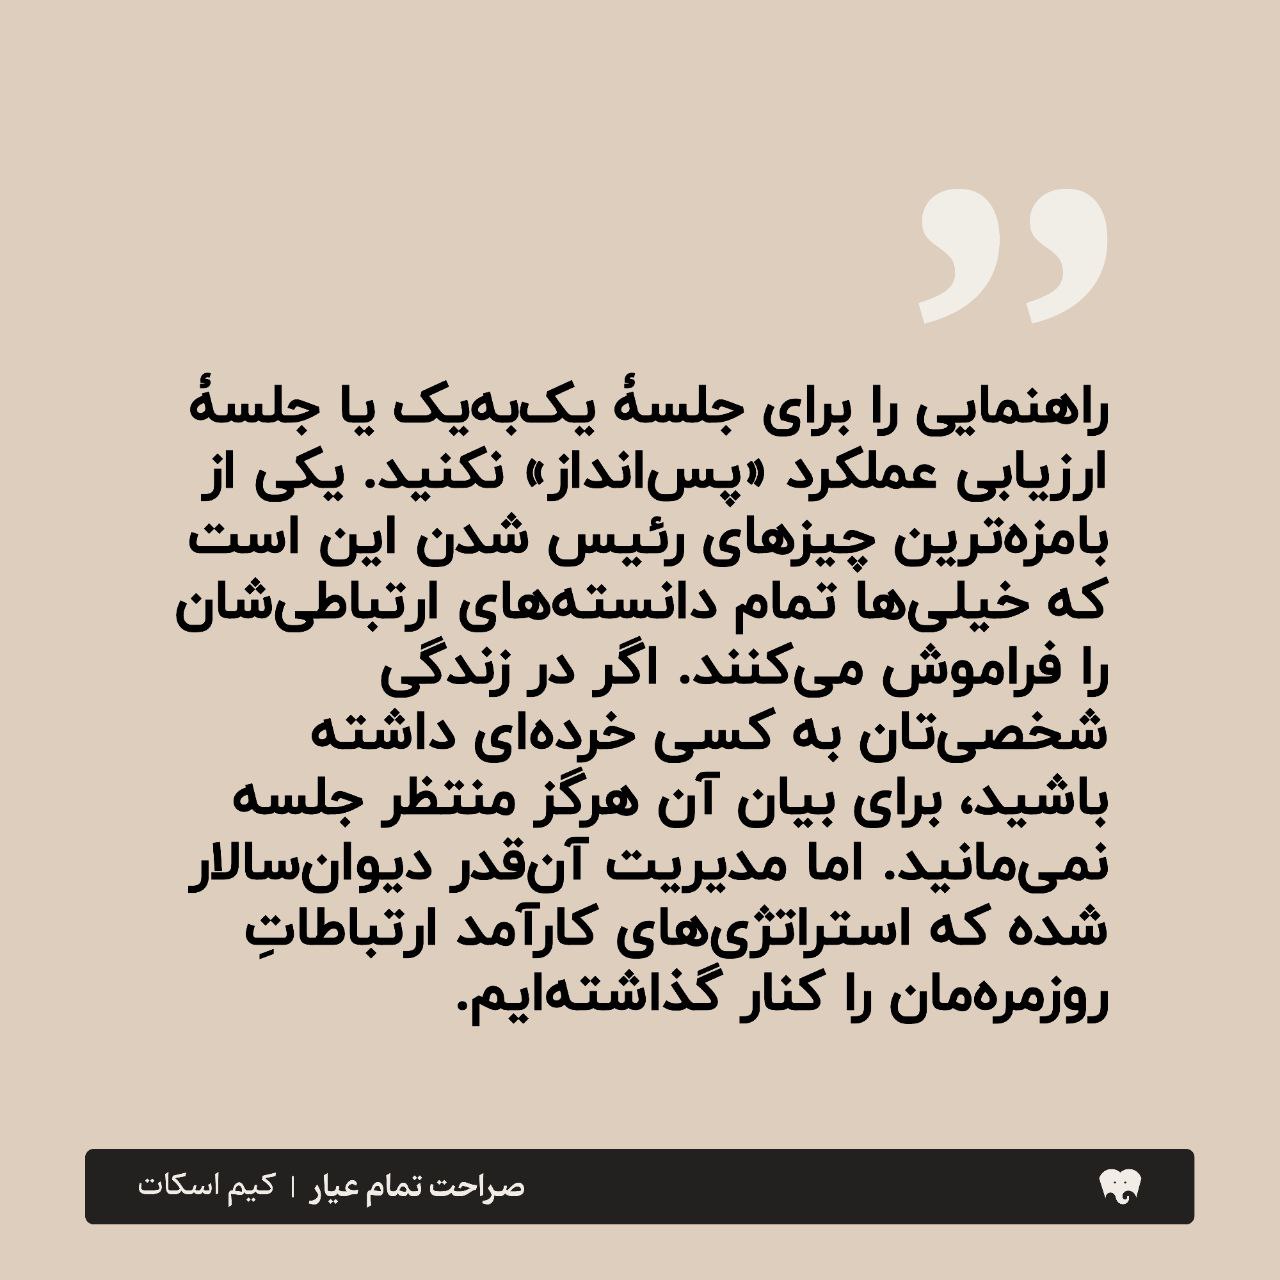 راهنمایی را برای جلسهٔ یک‌به‌یک یا جلسهٔ
ارزیابی عملکرد «پس‌انداز» نکنید. یکی از
بامزه‌ترین چیزهای رئیس شدن این است
که خیلی‌ها تمام دانسته‌های ارتباطی‌شان
را فراموش می‌کنند. اگر در زندگی
شخصی‌تان به کسی خرده‌ای داشته
باشید، برای بیان آن هرگز منتظر جلسه
نمی‌مانید. اما مدیریت آن‌قدر دیوان‌سالار
شده که استراتژی‌های کارآمد ارتباطاتِ
روزمره‌مان را کنار گذاشته‌ایم.
صراحت تمام عیار | کیم اسکات